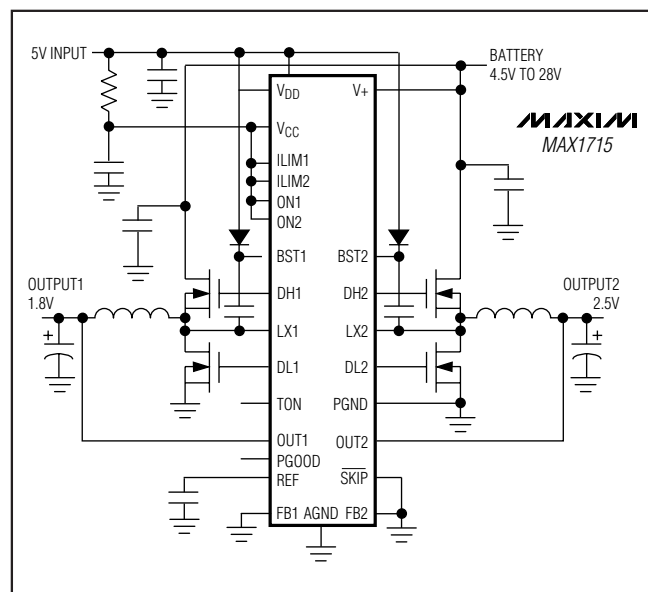 5V INPUT
BATTERY
4.5V TO 28V
VDD
V+
MAXIM
MAX1715
VCC
ILIM1
ILIM2
ON1
ON2
BST1
BST2
OUTPUT1
1.8V
DH1
DH2
OUTPUT2
2.5V
LX1
LX2
+
+
DL1
DL2
TON
PGND
OUT1
OUT2
PGOOD
REF
SKIP
FB1 AGND FB2